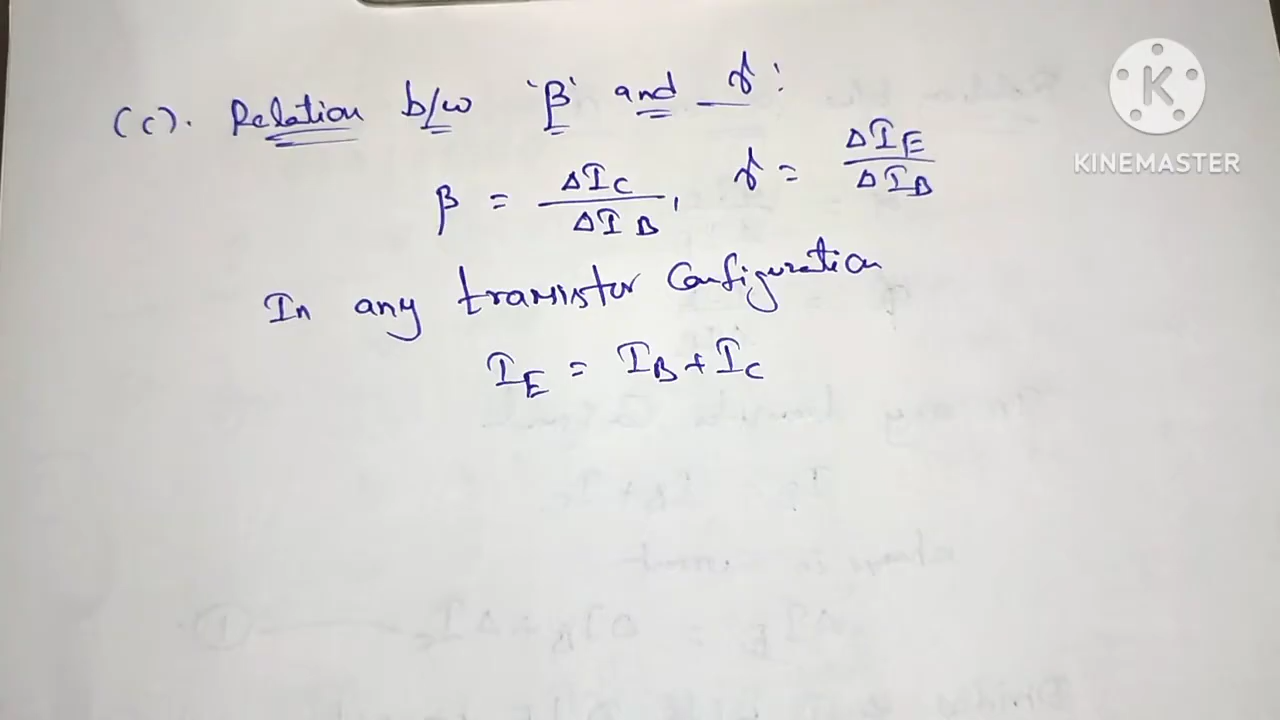 (c). Relation b/w 'β' and γ:
β = ΔIC / ΔIB, γ = ΔIE / ΔIB
In any transistor Configuration
IE = IB + IC
KINEMASTER